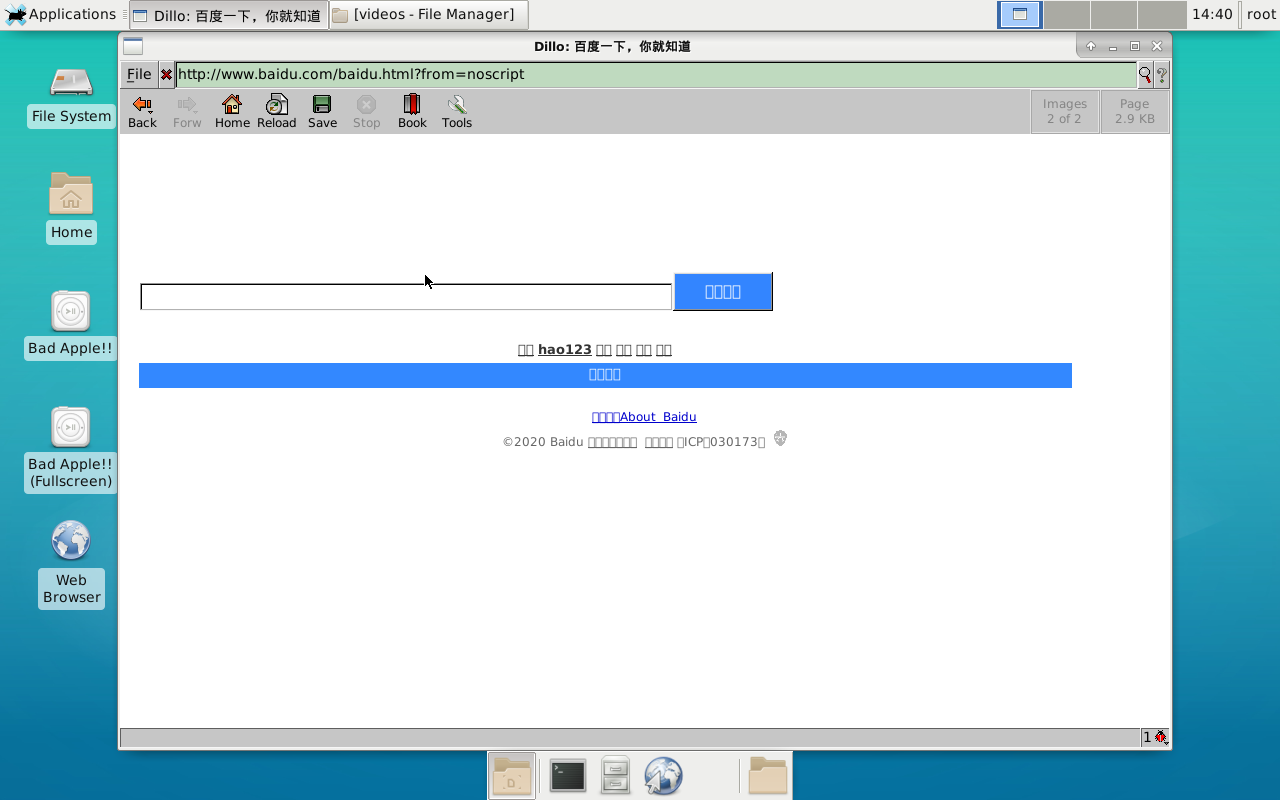 Applications
Dillo: 百度一下，你就知道
[videos - File Manager]
14:40
root
Dillo: 百度一下，你就知道
File
http://www.baidu.com/baidu.html?from=noscript
?
Back
Forw
Home
Reload
Save
Stop
Book
Tools
Images
2 of 2
Page
2.9 KB
File System
Home
Bad Apple!!
Bad Apple!!
(Fullscreen)
Web
Browser
hao123
About Baidu
©2020 Baidu ICP 030173
1